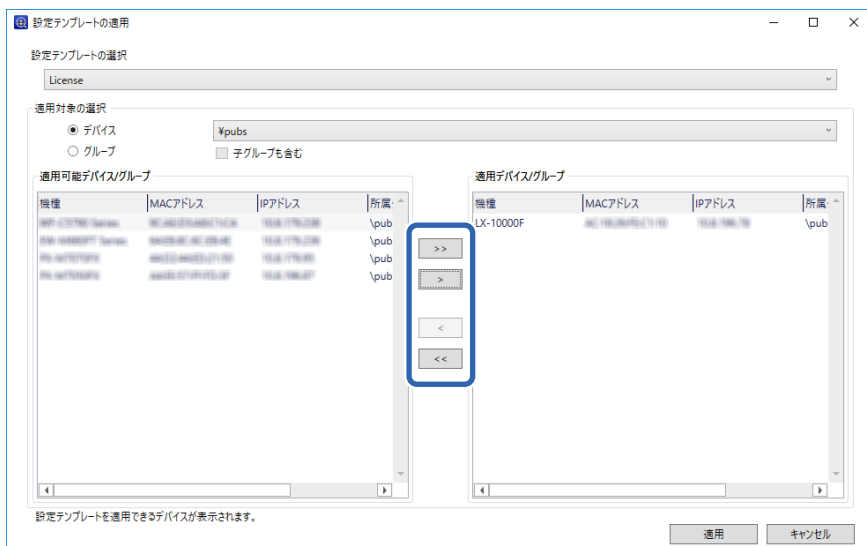 設定テンプレートの適用
設定テンプレートの選択
License
適用対象の選択
デバイス
¥pubs
グループ
子グループも含む
適用可能デバイス/グループ
適用デバイス/グループ
機種 MACアドレス IPアドレス 所属・
機種 MACアドレス IPアドレス 所属・
\pub
\pub
\pub
\pub
LX-10000F \pub
>>
>
<
<<
設定テンプレートを適用できるデバイスが表示されます。
適用 キャンセル